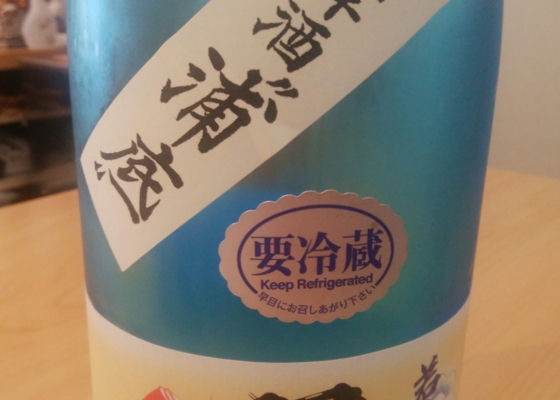 酒
浦底
要冷蔵
Keep Refrigerated
早目にお召しあがり下さい